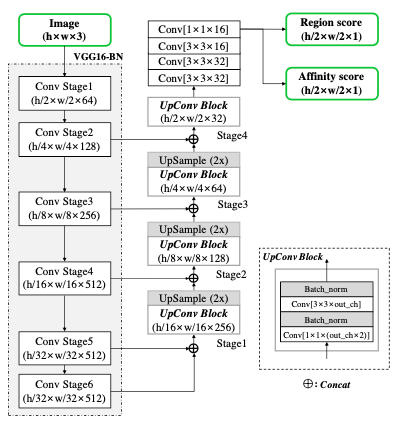 Image
(h×w×3)
VGG16-BN
Conv Stage1
(h/2×w/2×64)
Conv Stage2
(h/4×w/4×128)
Conv Stage3
(h/8×w/8×256)
Conv Stage4
(h/16×w/16×512)
Conv Stage5
(h/32×w/32×512)
Conv Stage6
(h/32×w/32×512)
Conv[1×1×16]
Conv[3×3×16]
Conv[3×3×32]
Conv[3×3×32]
UpConv Block
(h/2×w/2×32)
Stage4
UpSample (2x)
UpConv Block
(h/4×w/4×64)
Stage3
UpSample (2x)
UpConv Block
(h/8×w/8×128)
Stage2
UpSample (2x)
UpConv Block
(h/16×w/16×256)
Stage1
Region score
(h/2×w/2×1)
Affinity score
(h/2×w/2×1)
UpConv Block
Batch_norm
Conv[3×3×out_ch]
Batch_norm
Conv[1×1×(out_ch×2)]
⊕: Concat